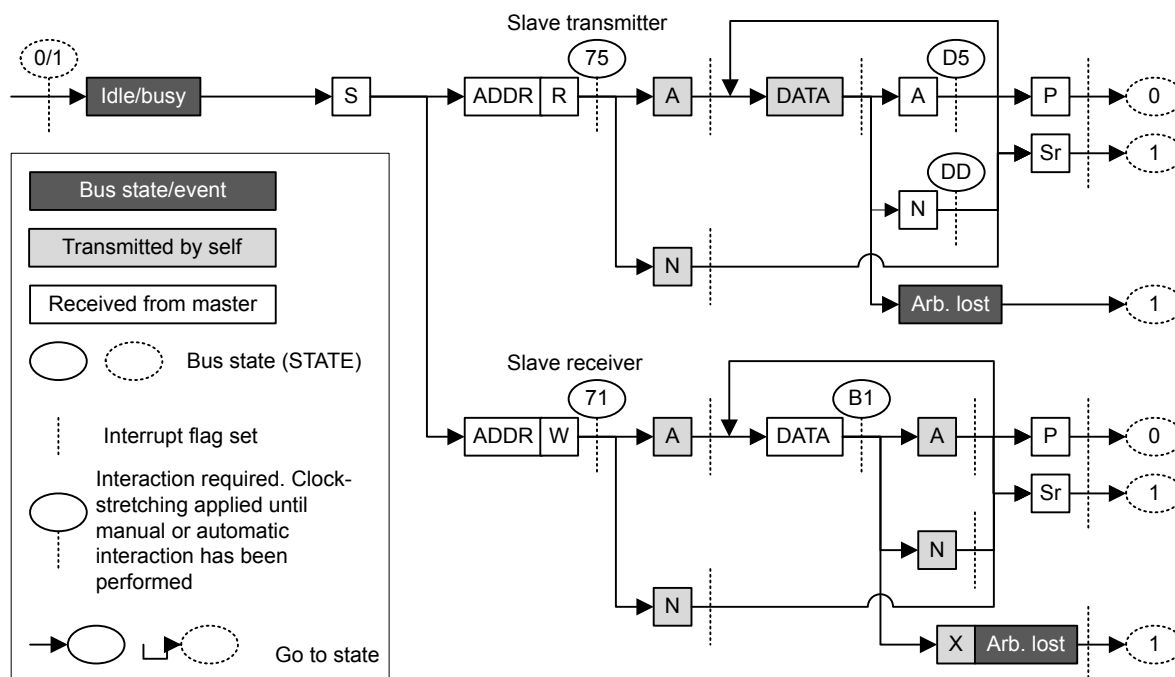 Slave transmitter
0/1
75
D5
Idle/busy
S
ADDR R
A
DATA
A
P
0
Sr
1
DD
N
N
Arb. lost
1
Bus state/event
Transmitted by self
Received from master
Bus state (STATE)
Interrupt flag set
Interaction required. Clock-
stretching applied until
manual or automatic
interaction has been
performed
Go to state
Slave receiver
71
B1
ADDR W
A
DATA
A
P
0
Sr
1
N
N
X Arb. lost
1